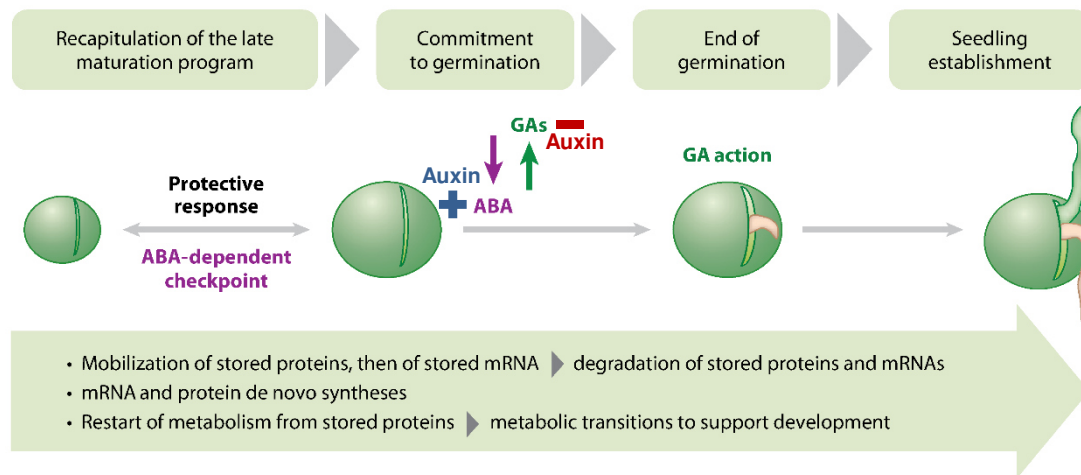 Recapitulation of the late
maturation program
Commitment
to germination
End of
germination
Seedling
establishment
GAs
Auxin
Auxin
ABA
GA action
Protective
response
ABA-dependent
checkpoint
• Mobilization of stored proteins, then of stored mRNA degradation of stored proteins and mRNAs
• mRNA and protein de novo syntheses
• Restart of metabolism from stored proteins metabolic transitions to support development